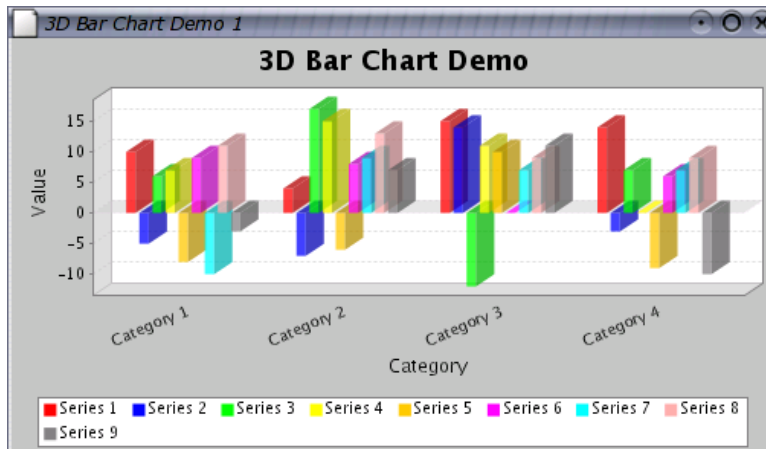 3D Bar Chart Demo 1
3D Bar Chart Demo
Value
15
10
5
0
-5
-10
Category 1 Category 2 Category 3 Category 4
Category
Series 1 Series 2 Series 3 Series 4 Series 5 Series 6 Series 7 Series 8
Series 9